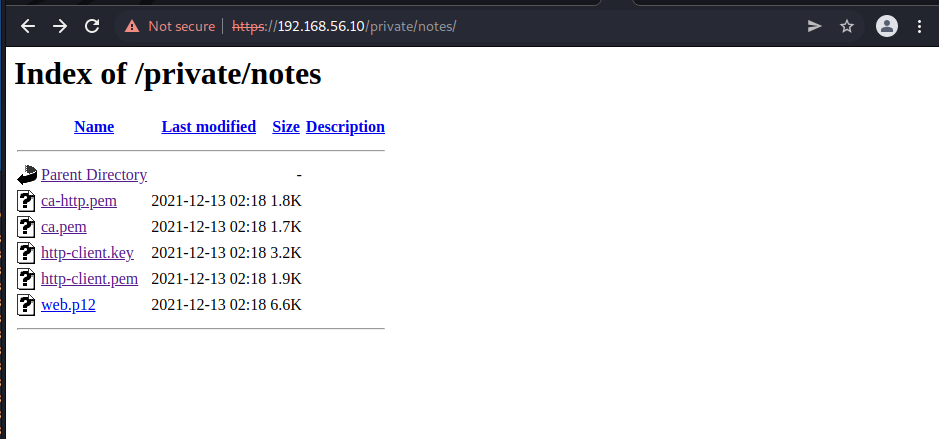 Not secure | https://192.168.56.10/private/notes/
Index of /private/notes
Name Last modified Size Description
Parent Directory -
ca-http.pem 2021-12-13 02:18 1.8K
ca.pem 2021-12-13 02:18 1.7K
http-client.key 2021-12-13 02:18 3.2K
http-client.pem 2021-12-13 02:18 1.9K
web.p12 2021-12-13 02:18 6.6K